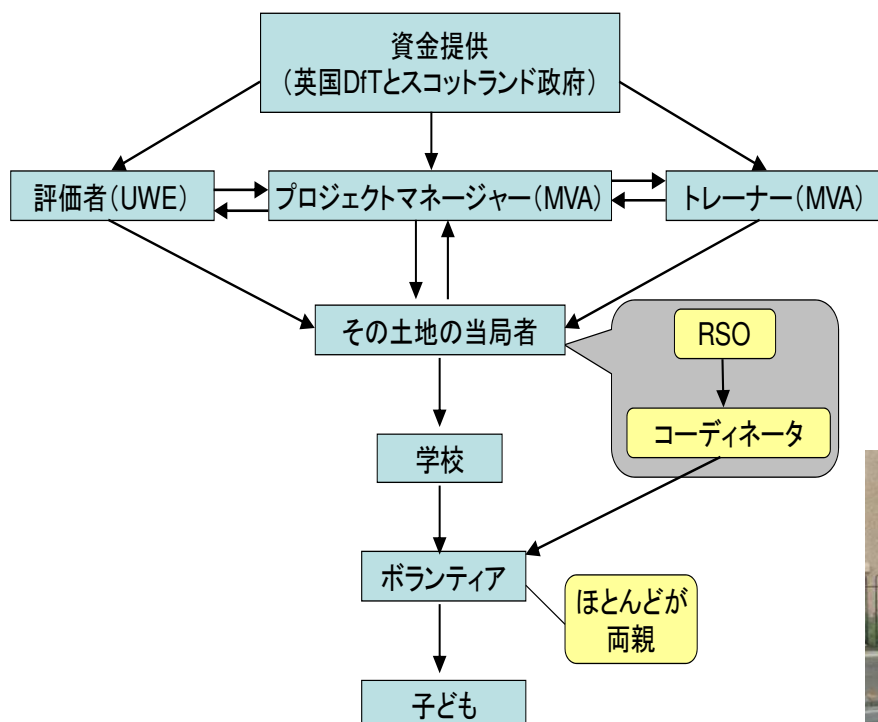 資金提供
（英国DfTとスコットランド政府）
評価者（UWE）
プロジェクトマネージャー（MVA）
トレーナー（MVA）
その土地の当局者
RSO
コーディネータ
学校
ボランティア
ほとんどが
両親
子ども